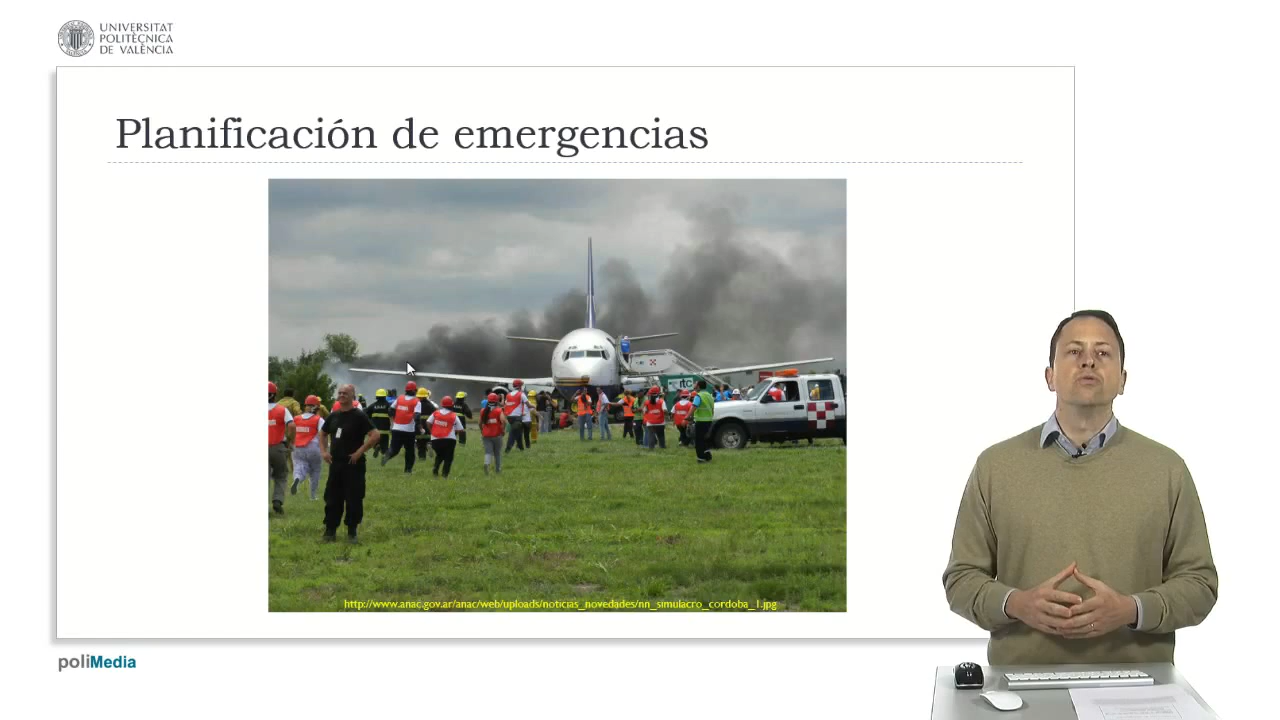 UNIVERSITAT
POLITÈCNICA
DE VALÈNCIA
Planificación de emergencias
itc
http://www.anac.gov.ar/anac/web/uploads/noticias_novedades/nn_simulacro_cordoba_1.jpg
poliMedia